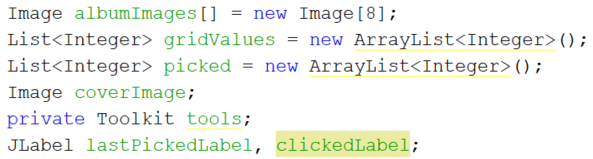 Image albumImages[] = new Image[8];
List<Integer> gridValues = new ArrayList<Integer>();
List<Integer> picked = new ArrayList<Integer>();
Image coverImage;
private Toolkit tools;
JLabel lastPickedLabel, clickedLabel;